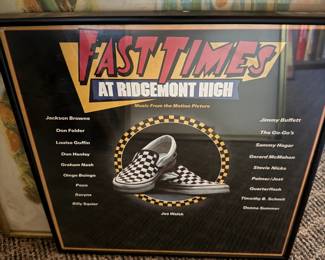 FAST TIMES
AT RIDGEMONT HIGH
Music From the Motion Picture
Jackson Browne
Don Felder
Louise Goffin
Don Henley
Graham Nash
Oingo Boingo
Poco
Ravyns
Billy Squier
Jimmy Buffett
The Go-Go's
Sammy Hagar
Gerard McMahon
Stevie Nicks
Palmer/Jost
Quarterflash
Timothy B. Schmit
Donna Summer
Joe Walsh